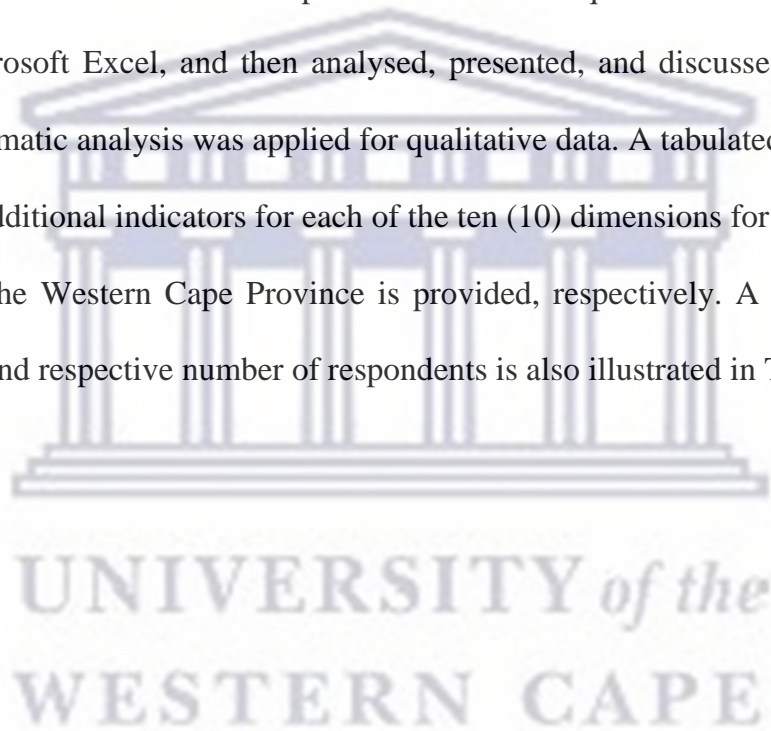 rosoft Excel, and then analysed, presented, and discusse
matic analysis was applied for qualitative data. A tabulated
dditional indicators for each of the ten (10) dimensions for
he Western Cape Province is provided, respectively. A
nd respective number of respondents is also illustrated in T
UNIVERSITY of the
WESTERN CAPE